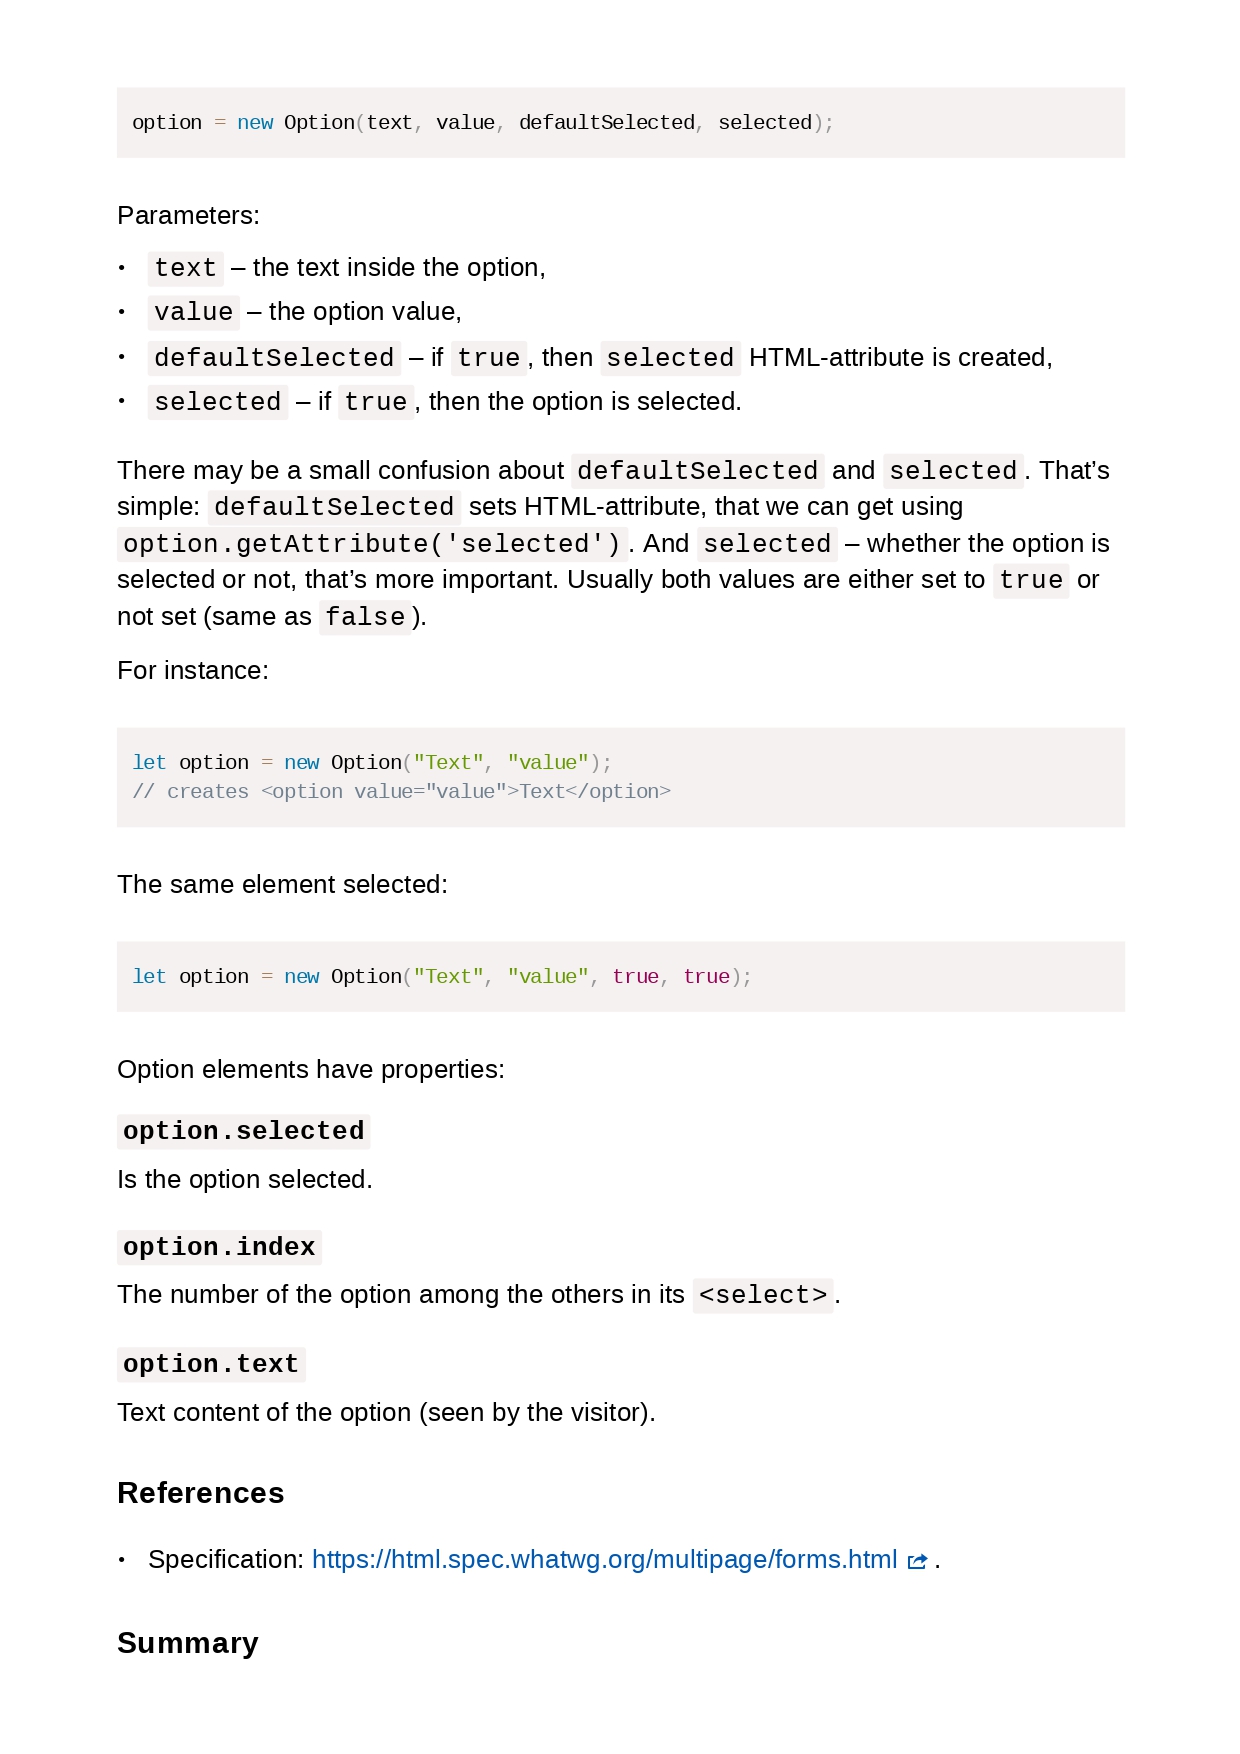 option = new Option(text, value, defaultSelected, selected);
Parameters:
• text – the text inside the option,
• value – the option value,
• defaultSelected – if true, then selected HTML-attribute is created,
• selected – if true, then the option is selected.
There may be a small confusion about defaultSelected and selected. That’s
simple: defaultSelected sets HTML-attribute, that we can get using
option.getAttribute('selected'). And selected – whether the option is
selected or not, that’s more important. Usually both values are either set to true or
not set (same as false).
For instance:
let option = new Option("Text", "value");
// creates <option value="value">Text</option>
The same element selected:
let option = new Option("Text", "value", true, true);
Option elements have properties:
option.selected
Is the option selected.
option.index
The number of the option among the others in its <select>.
option.text
Text content of the option (seen by the visitor).
References
• Specification: https://html.spec.whatwg.org/multipage/forms.html .
Summary